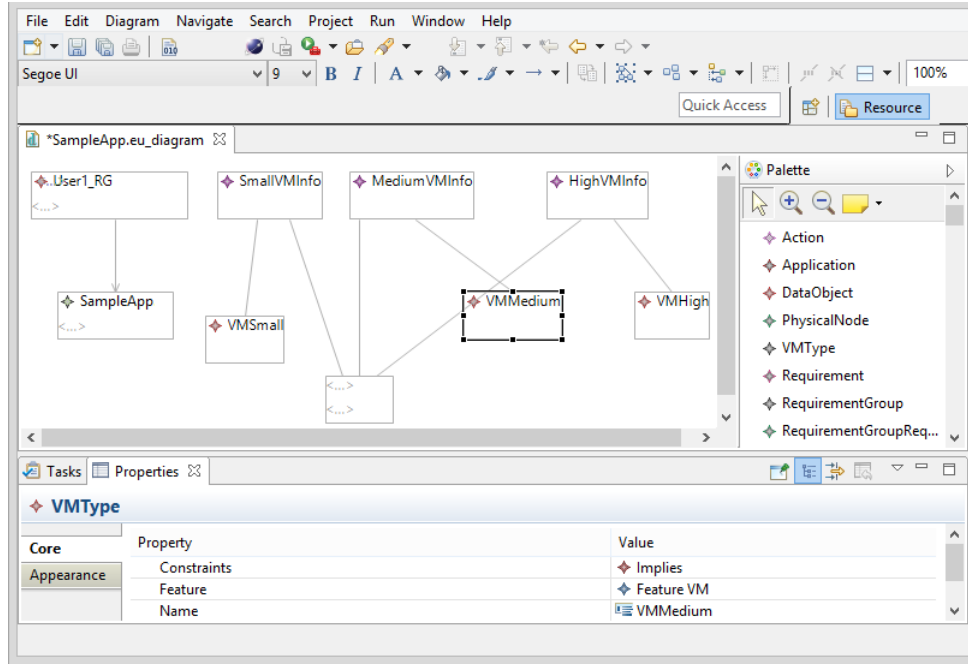 File Edit Diagram Navigate Search Project Run Window Help
010
Segoe UI 9 B I A 100%
Quick Access Resource
*SampleApp.eu_diagram
..User1_RG SmallVMInfo MediumVMInfo HighVMInfo
<...>
SampleApp VMSmall VMMedium VMHigh
<...>
<...>
<...>
Palette
Action
Application
DataObject
PhysicalNode
VMType
Requirement
RequirementGroup
RequirementGroupReq...
Tasks Properties
VMType
Core
Appearance
Property Value
Constraints Implies
Feature Feature VM
Name VMMedium